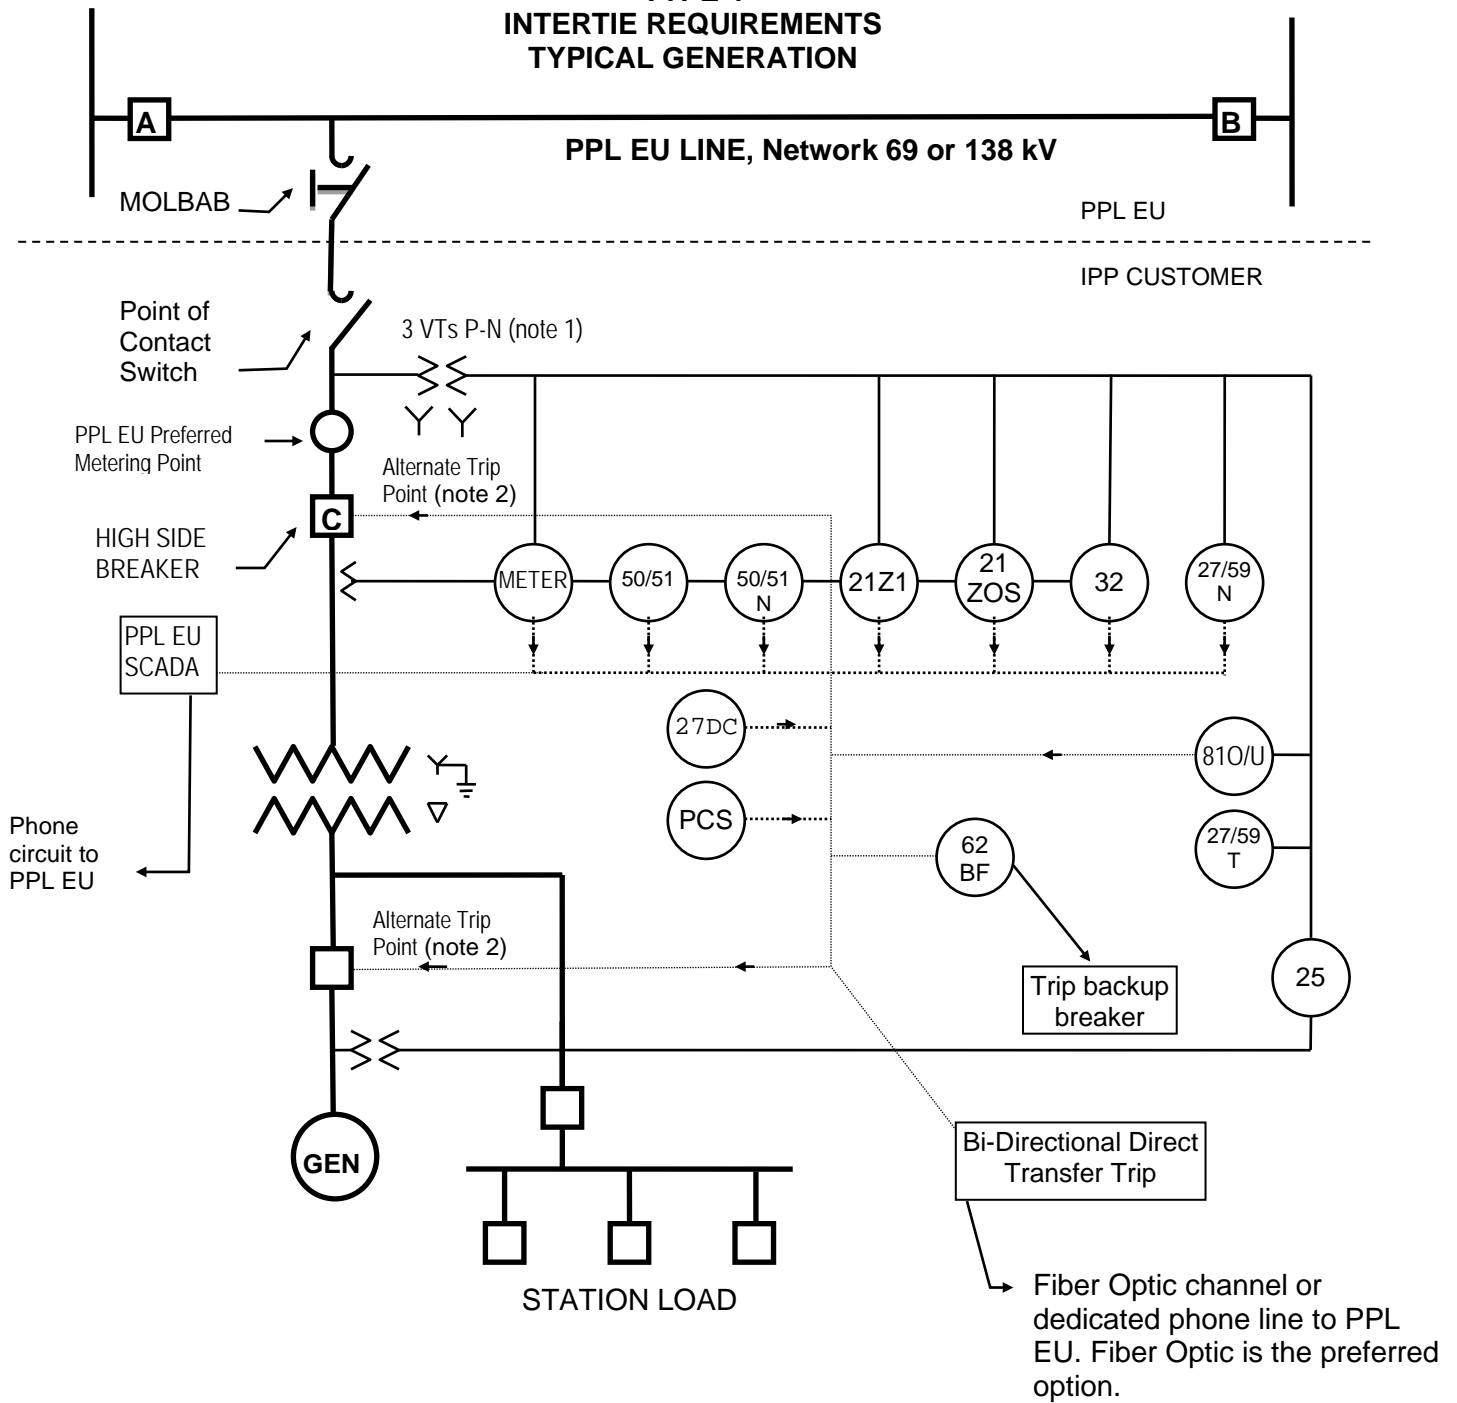 INTERTIE REQUIREMENTS
TYPICAL GENERATION
A
B
PPL EU LINE, Network 69 or 138 kV
MOLBAB
PPL EU
IPP CUSTOMER
Point of
Contact
Switch
3 VTs P-N (note 1)
PPL EU Preferred
Metering Point
Alternate Trip
Point (note 2)
C
HIGH SIDE
BREAKER
METER
50/51
50/51
N
21Z1
21
ZOS
32
27/59
N
PPL EU
SCADA
27DC
81O/U
PCS
62
BF
27/59
T
Phone
circuit to
PPL EU
Alternate Trip
Point (note 2)
Trip backup
breaker
25
GEN
Bi-Directional Direct
Transfer Trip
STATION LOAD
Fiber Optic channel or
dedicated phone line to PPL
EU. Fiber Optic is the preferred
option.